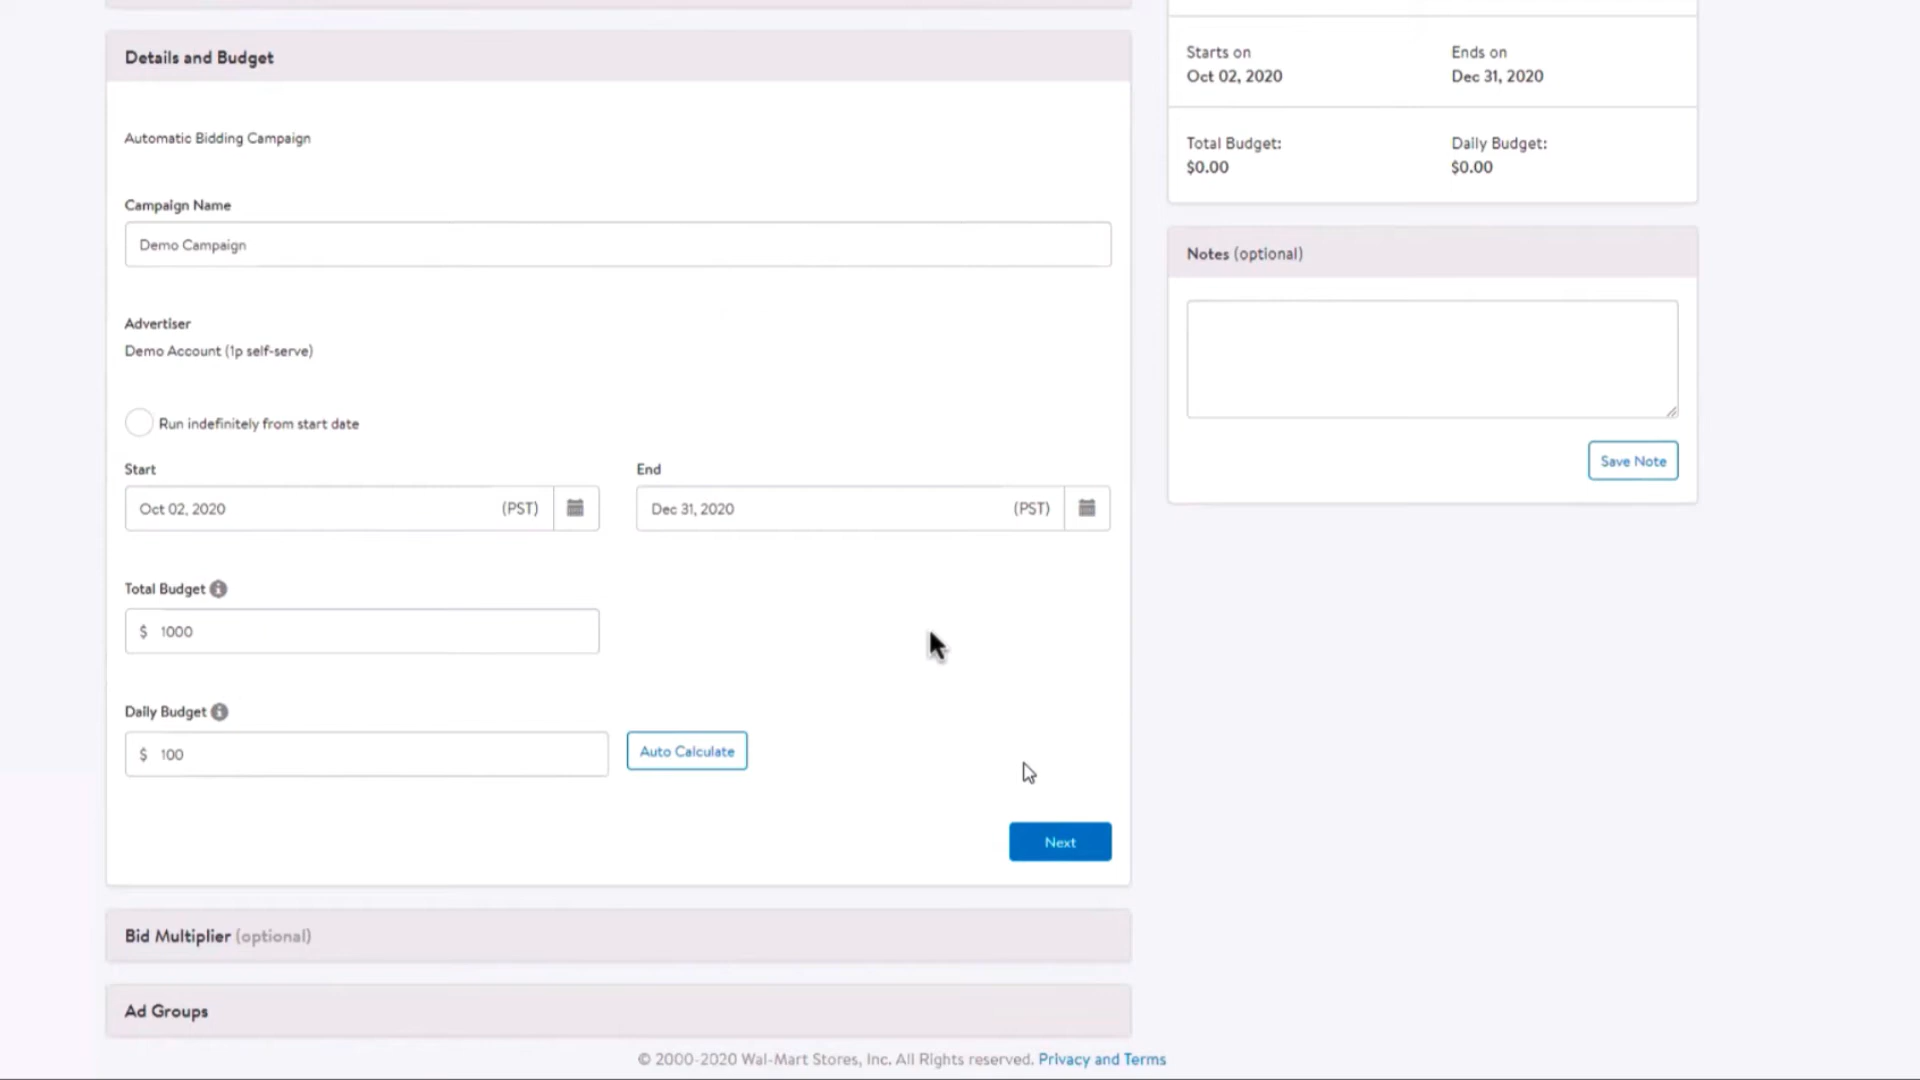 Details and Budget
Automatic Bidding Campaign
Campaign Name
Demo Campaign
Advertiser
Demo Account (1p self-serve)
Run indefinitely from start date
Start
End
Oct 02, 2020 (PST)
Dec 31, 2020 (PST)
Total Budget
$ 1000
Daily Budget
$ 100
Auto Calculate
Next
Bid Multiplier (optional)
Ad Groups
Starts on
Oct 02, 2020
Ends on
Dec 31, 2020
Total Budget:
$0.00
Daily Budget:
$0.00
Notes (optional)
Save Note
© 2000-2020 Wal-Mart Stores, Inc. All Rights reserved. Privacy and Terms